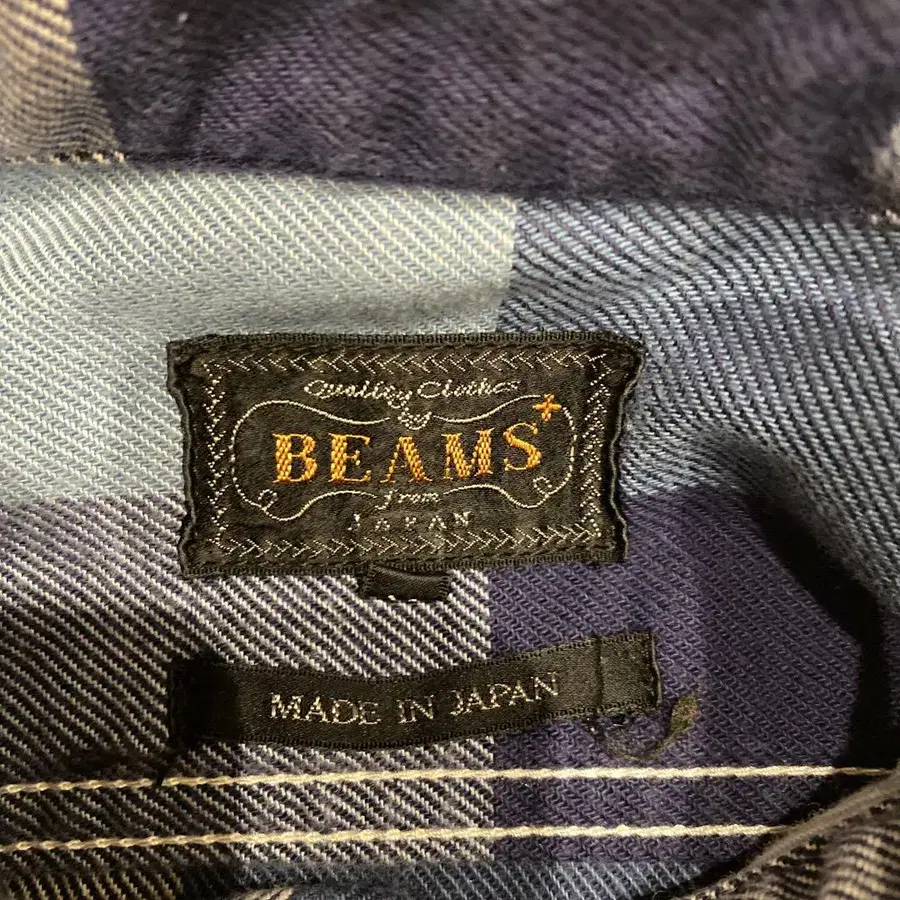 Quality Clothes
by
BEAMS+
from
JAPAN
MADE IN JAPAN